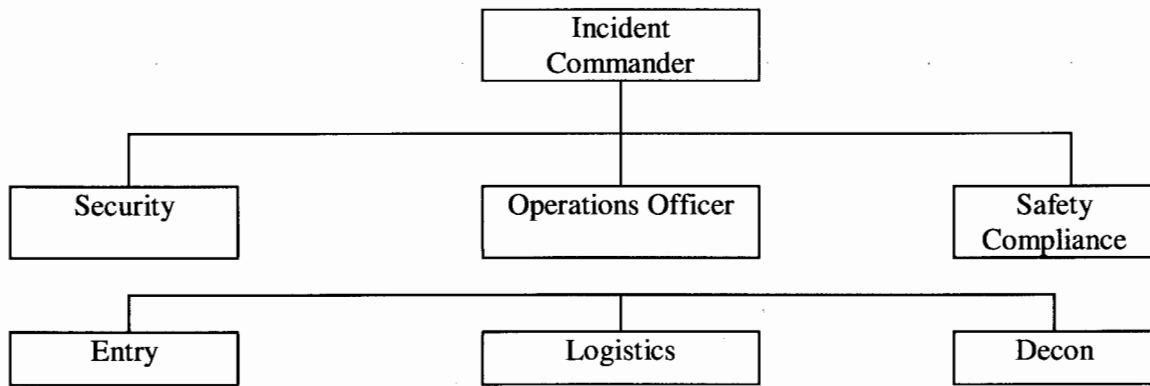 Incident
Commander
Security
Operations Officer
Safety
Compliance
Entry
Logistics
Decon